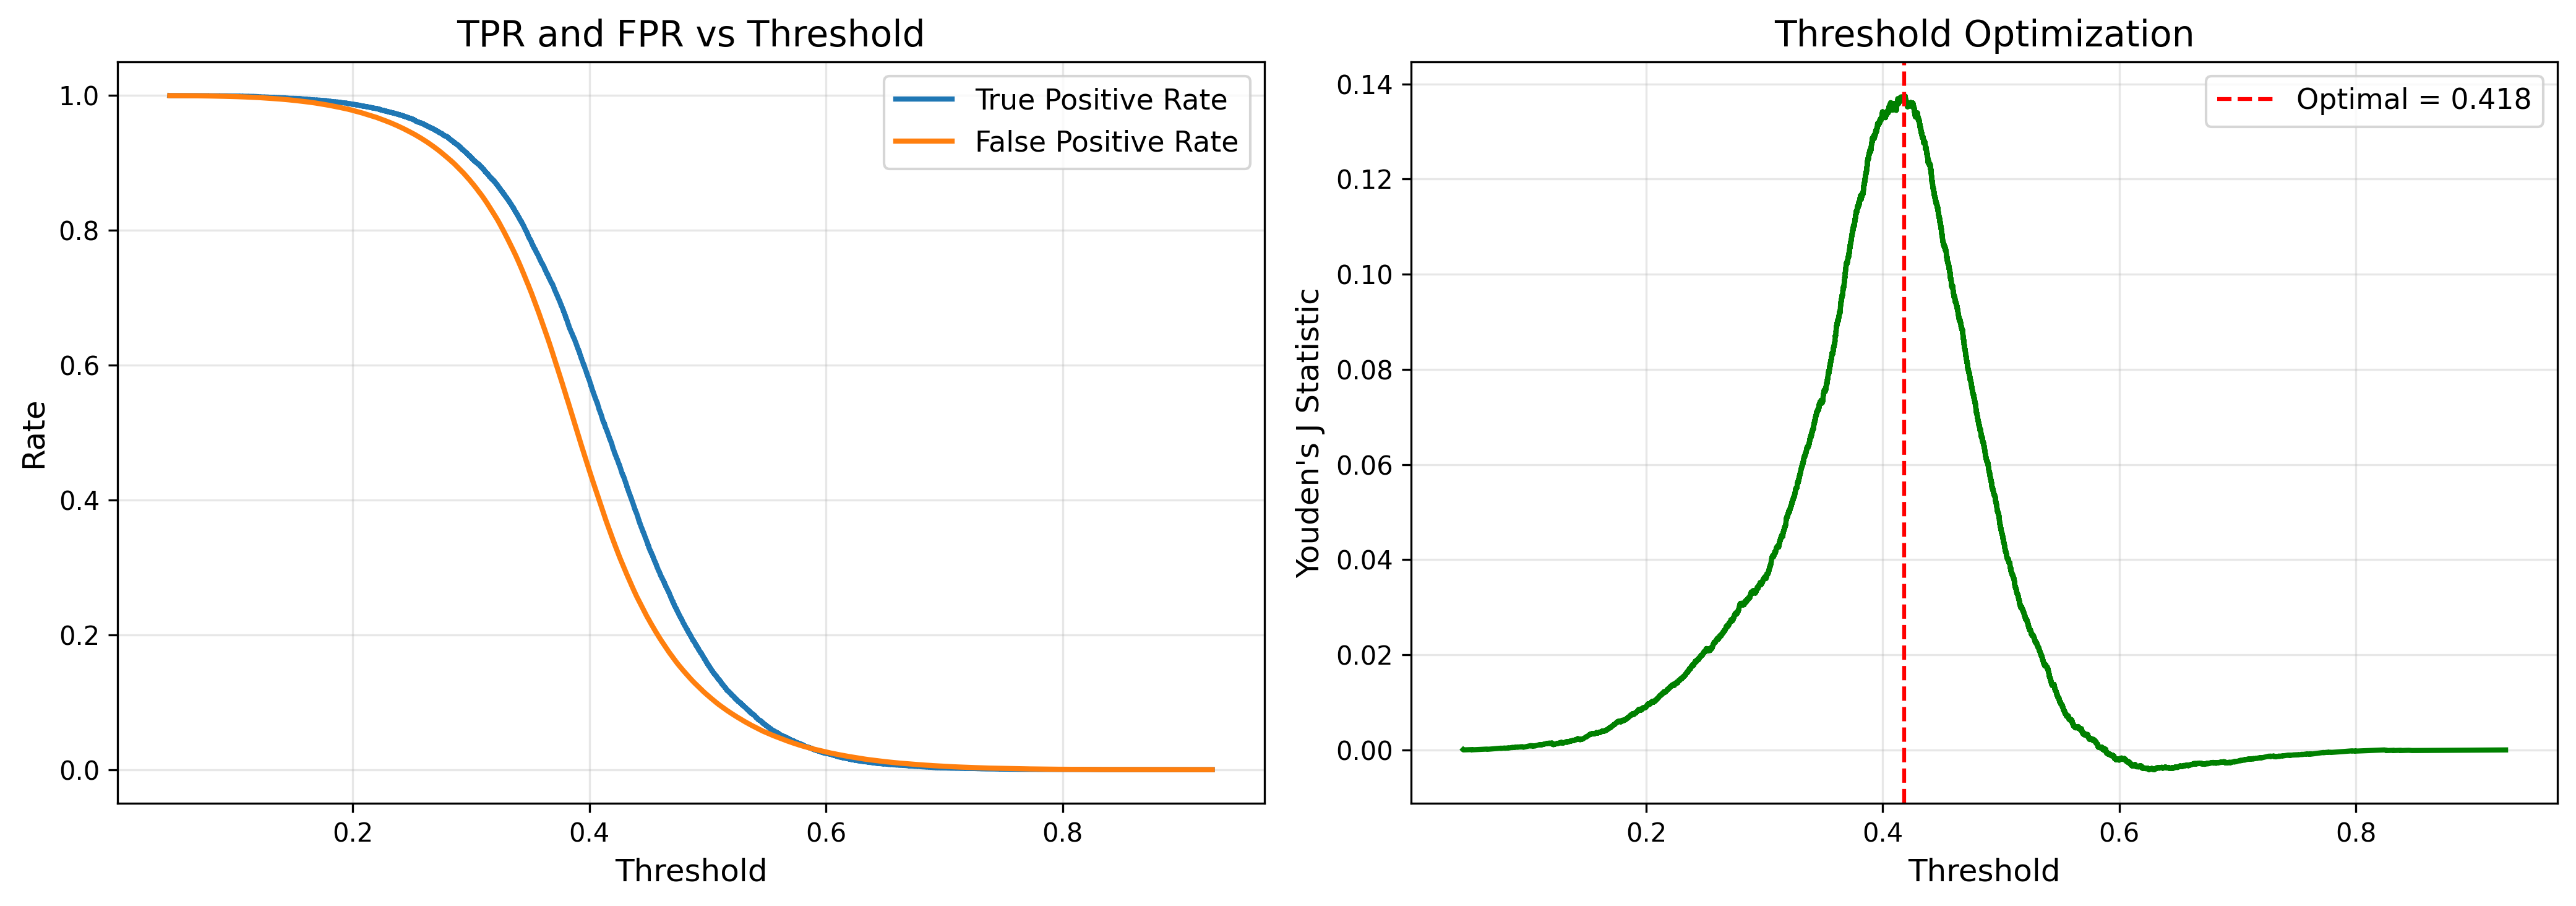 TPR and FPR vs Threshold
True Positive Rate
False Positive Rate
1.0
0.8
0.6
0.4
0.2
0.0
Rate
0.2
0.4
0.6
0.8
Threshold
Threshold Optimization
Optimal = 0.418
0.14
0.12
0.10
0.08
0.06
0.04
0.02
0.00
Youden's J Statistic
0.2
0.4
0.6
0.8
Threshold